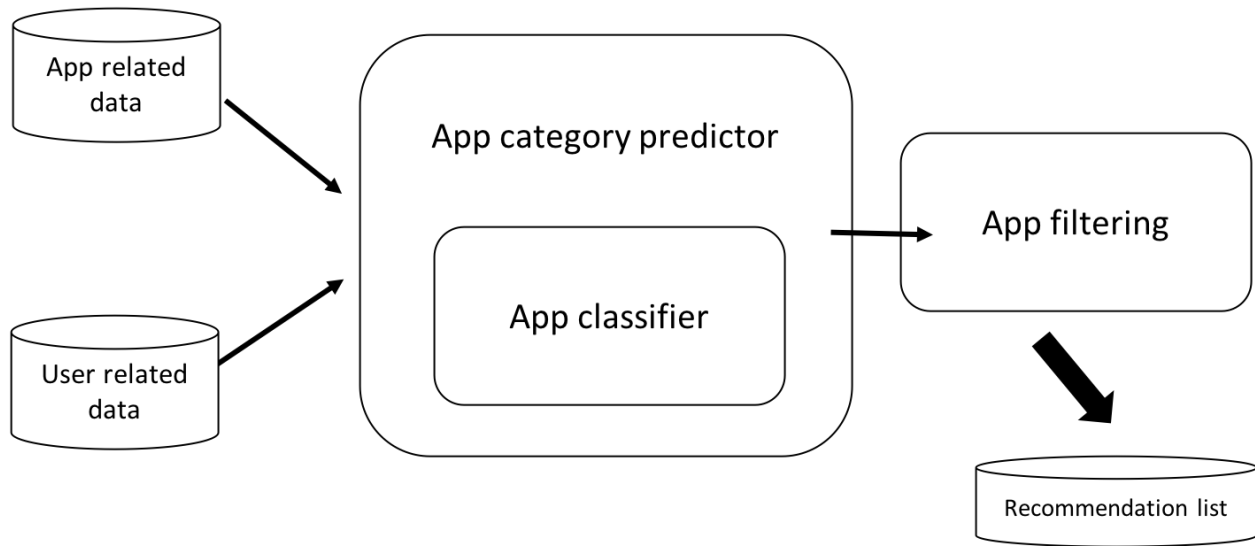 App related
data
App category predictor
App filtering
App classifier
User related
data
Recommendation list